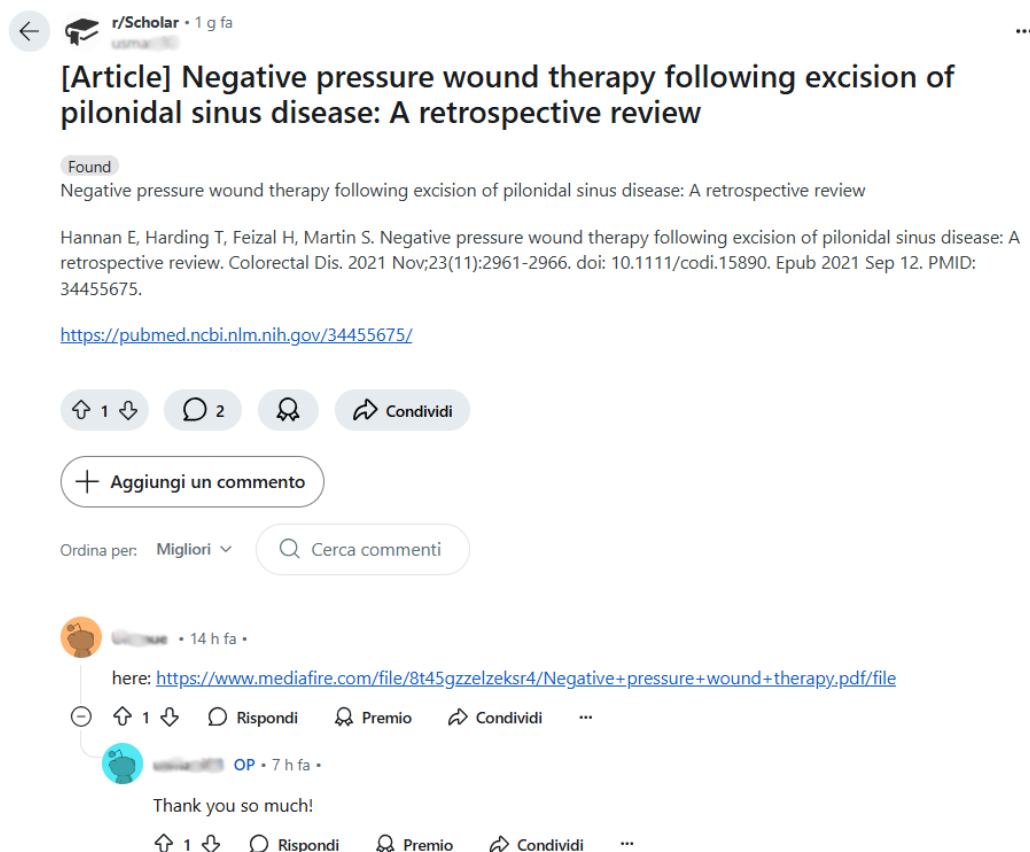 r/Scholar • 1 g fa
[Article] Negative pressure wound therapy following excision of
pilonidal sinus disease: A retrospective review
Found
Negative pressure wound therapy following excision of pilonidal sinus disease: A retrospective review
Hannan E, Harding T, Feizal H, Martin S. Negative pressure wound therapy following excision of pilonidal sinus disease: A
retrospective review. Colorectal Dis. 2021 Nov;23(11):2961-2966. doi: 10.1111/codi.15890. Epub 2021 Sep 12. PMID:
34455675.
https://pubmed.ncbi.nlm.nih.gov/34455675/
1 2 Condividi
Aggiungi un commento
Ordina per: Migliori Cerca commenti
• 14 h fa •
here: https://www.mediafire.com/file/8t45gzzelzeksr4/Negative+pressure+wound+therapy.pdf/file
1 Rispondi Premio Condividi ...
OP • 7 h fa •
Thank you so much!
1 Rispondi Premio Condividi ...